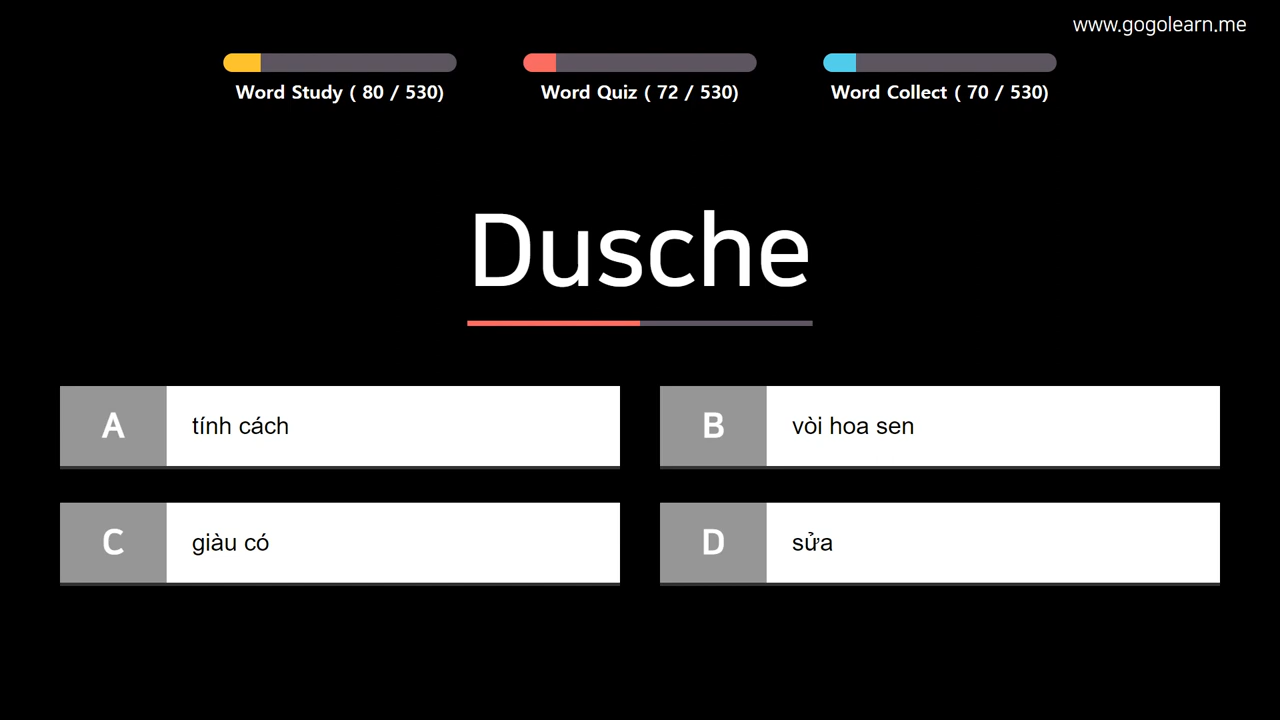 www.gogolearn.me
Word Study ( 80 / 530)
Word Quiz ( 72 / 530)
Word Collect ( 70 / 530)
Dusche
A tính cách
B vòi hoa sen
C giàu có
D sửa